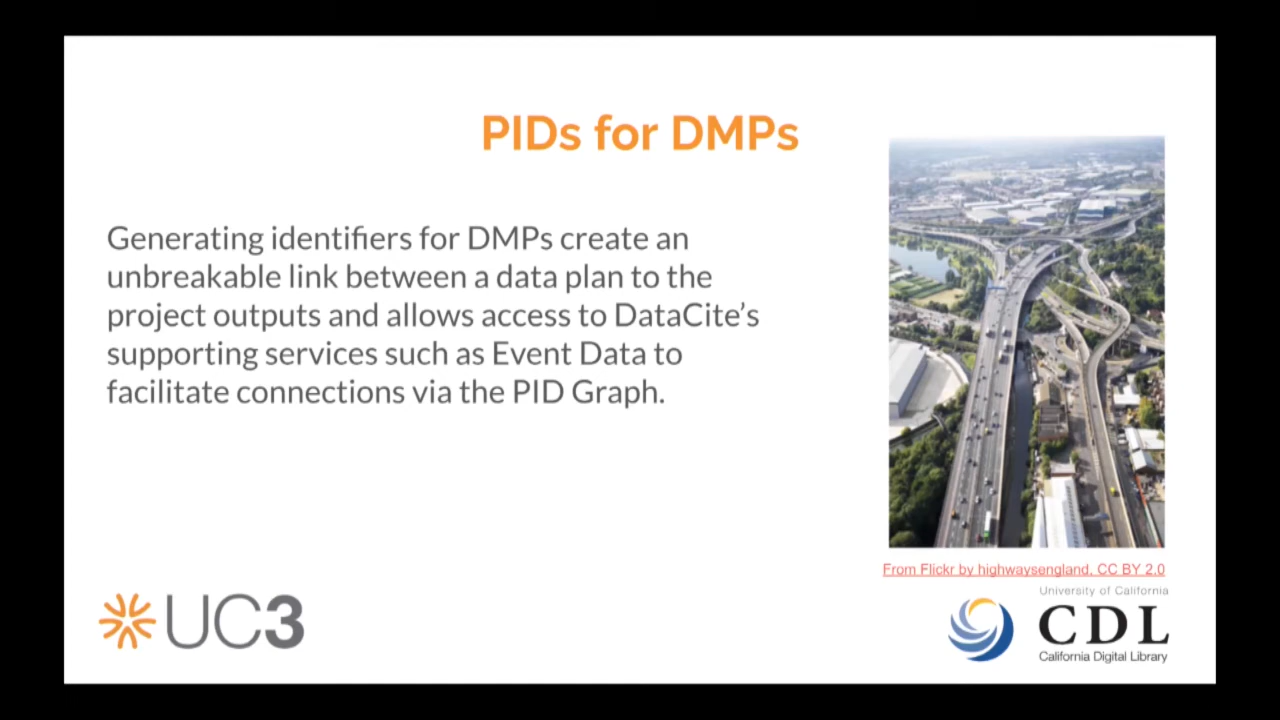 PIDs for DMPs
Generating identifiers for DMPs create an
unbreakable link between a data plan to the
project outputs and allows access to DataCite’s
supporting services such as Event Data to
facilitate connections via the PID Graph.
From Flickr by highwaysengland, CC BY 2.0
UC3
University of California
CDL
California Digital Library